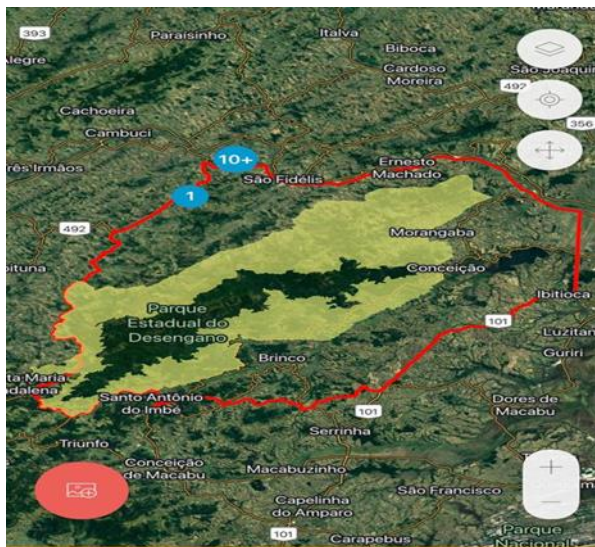 393
Paraisinho
Italva
Alegre
Biboca
Cardoso
Moreira
São Joaquin
492
356
Cachoeira
Cambuci
rês Irmãos
10+
São Fidélis
Ernesto
Machado
1
492
Morangaba
Conceição
Ibitioca
Parque
Estadual do
Desengano
101
Luzitan
Guriri
Brinco
ta Maria
adalena
Santo Antônio
do Imbé
101
Dores de
Macabu
Serrinha
Triunfo
Conceição
de Macabu
Macabuzinho
São Francisco
Capelinha
do Amparo
101
Carapebus
Parque
Nacional